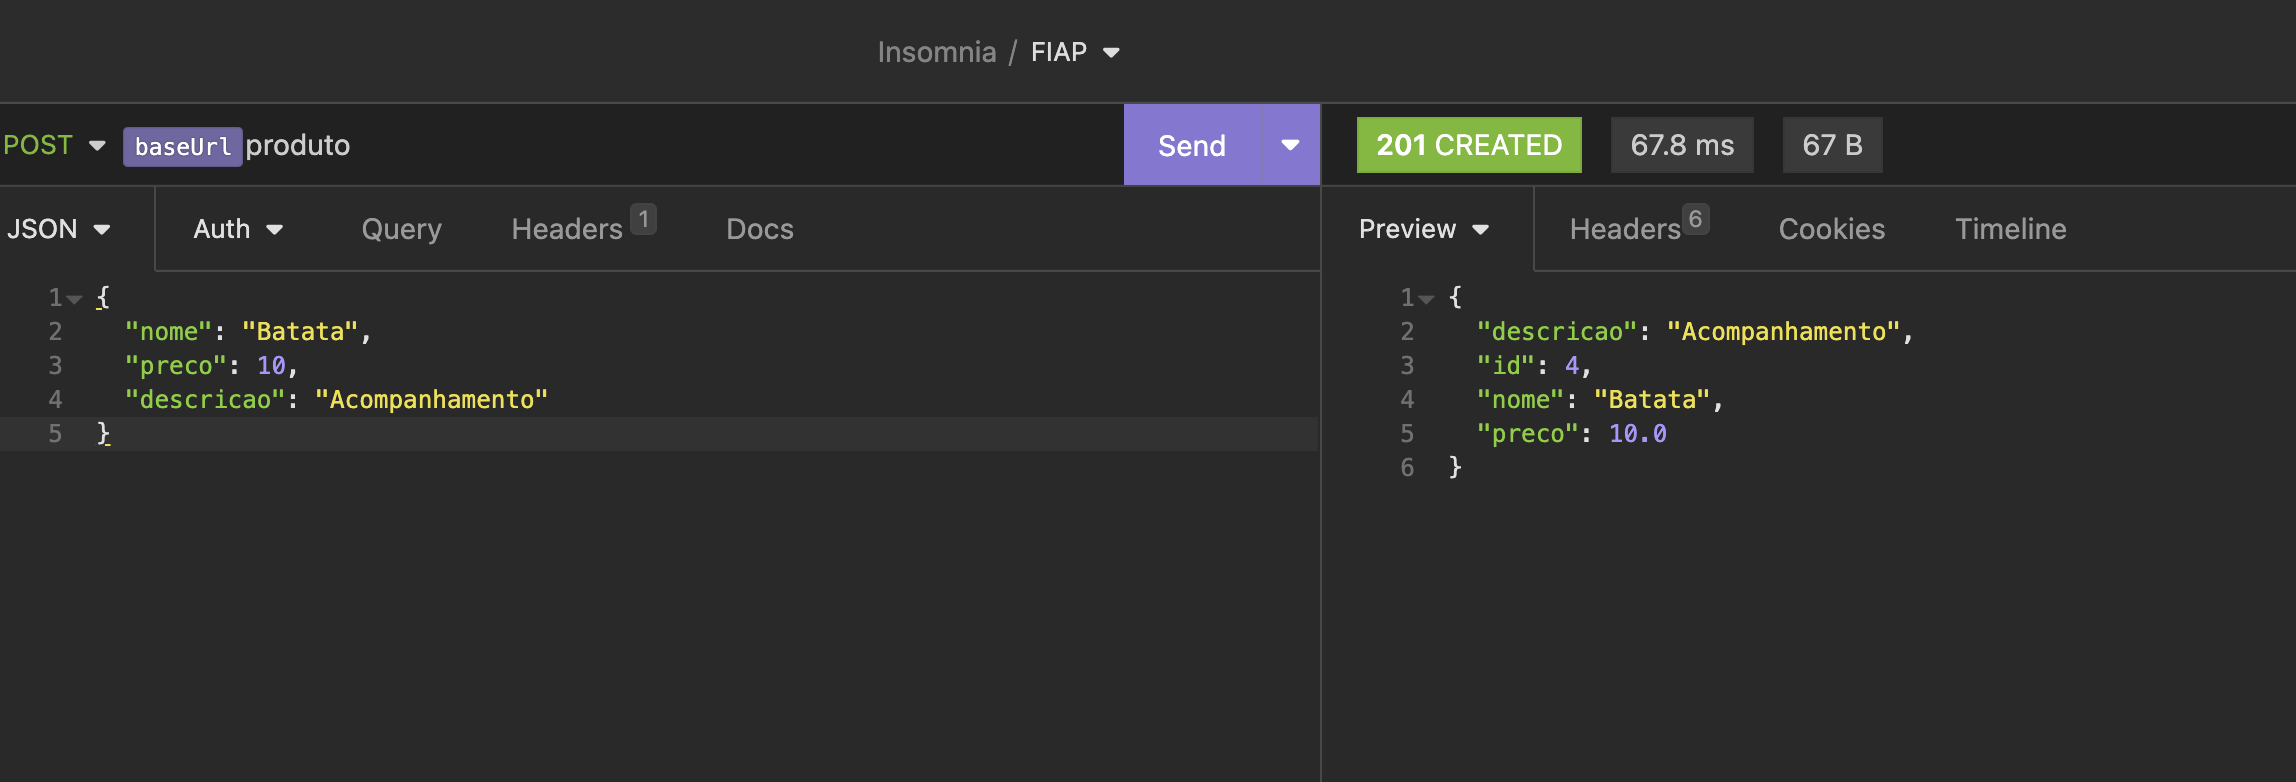 Insomnia / FIAP
POST baseUrl produto Send 201 CREATED 67.8 ms 67 B
JSON Auth Query Headers 1 Docs
Preview Headers 6 Cookies Timeline
1 {
2 "nome": "Batata",
3 "preco": 10,
4 "descricao": "Acompanhamento"
5 }
1 {
2 "descricao": "Acompanhamento",
3 "id": 4,
4 "nome": "Batata",
5 "preco": 10.0
6 }